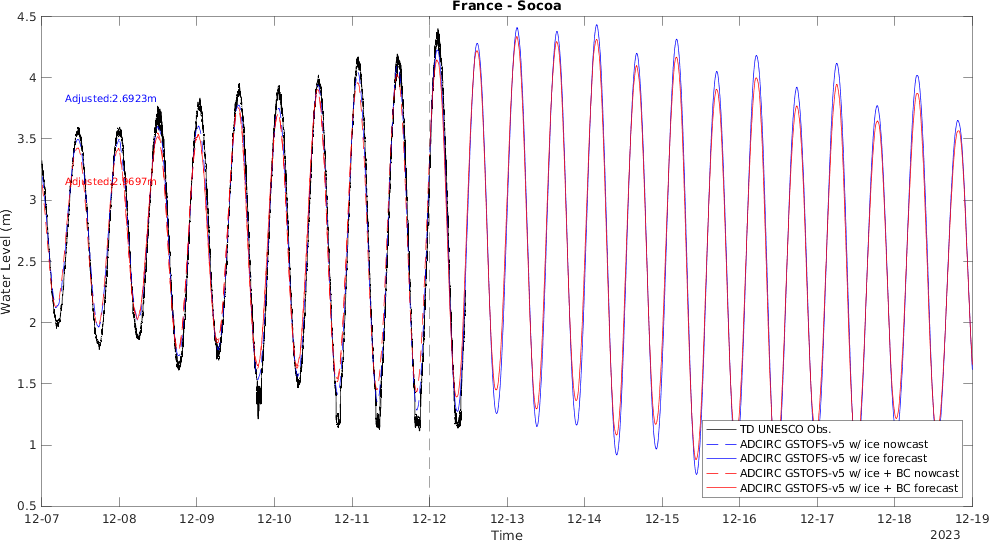 France - Socoa
4.5
4
3.5
3
2.5
2
1.5
1
0.5
Water Level (m)
Adjusted:2.6923m
Adjusted:2.9697m
TD UNESCO Obs.
ADCIRC GSTOFS-v5 w/ ice nowcast
ADCIRC GSTOFS-v5 w/ ice forecast
ADCIRC GSTOFS-v5 w/ ice + BC nowcast
ADCIRC GSTOFS-v5 w/ ice + BC forecast
12-07 12-08 12-09 12-10 12-11 12-12 12-13 12-14 12-15 12-16 12-17 12-18 12-19
Time
2023